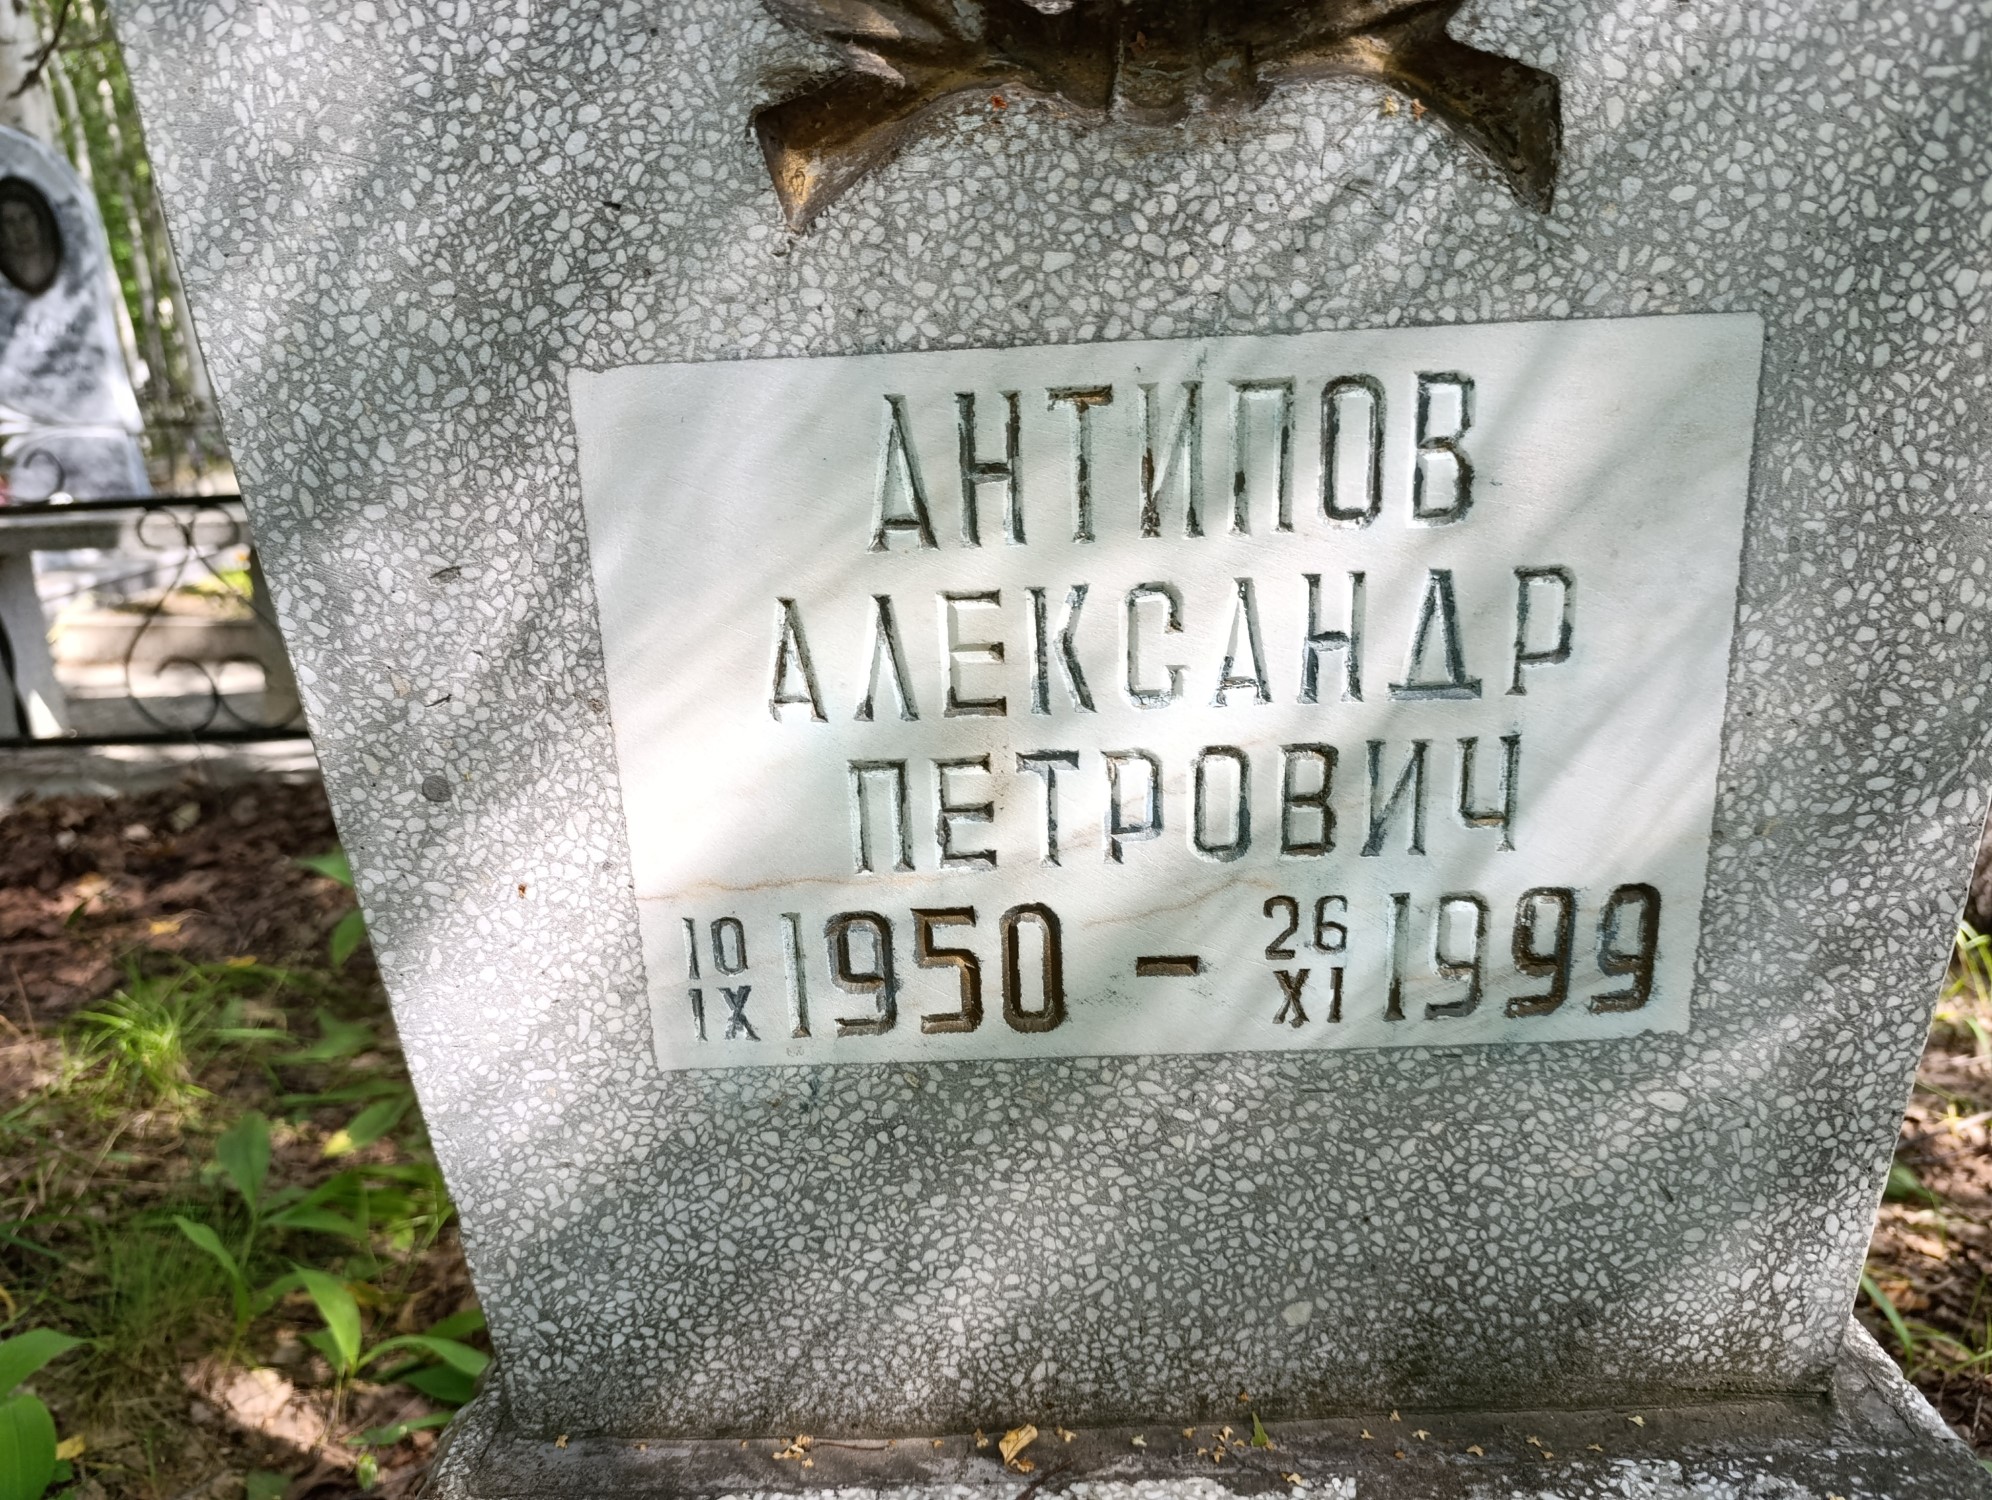 АНТИПОВ
АЛЕКСАНДР
ПЕТРОВИЧ
10 IX 1950 - 26 XI 1999